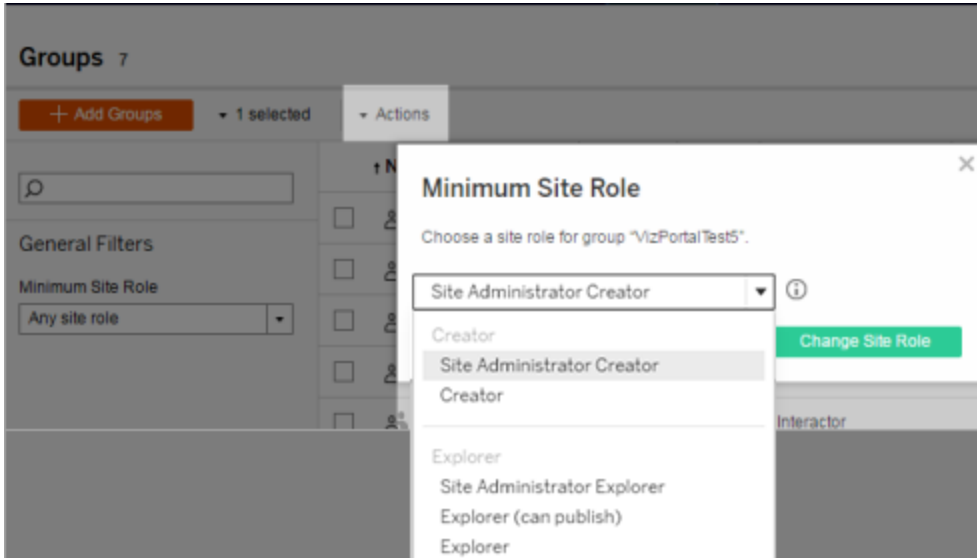 Groups 7
+ Add Groups
1 selected
Actions
↑ N
General Filters
Minimum Site Role
Any site role
Minimum Site Role
Choose a site role for group "VizPortalTest5".
Site Administrator Creator
Change Site Role
Creator
Site Administrator Creator
Creator
Interactor
Explorer
Site Administrator Explorer
Explorer (can publish)
Explorer